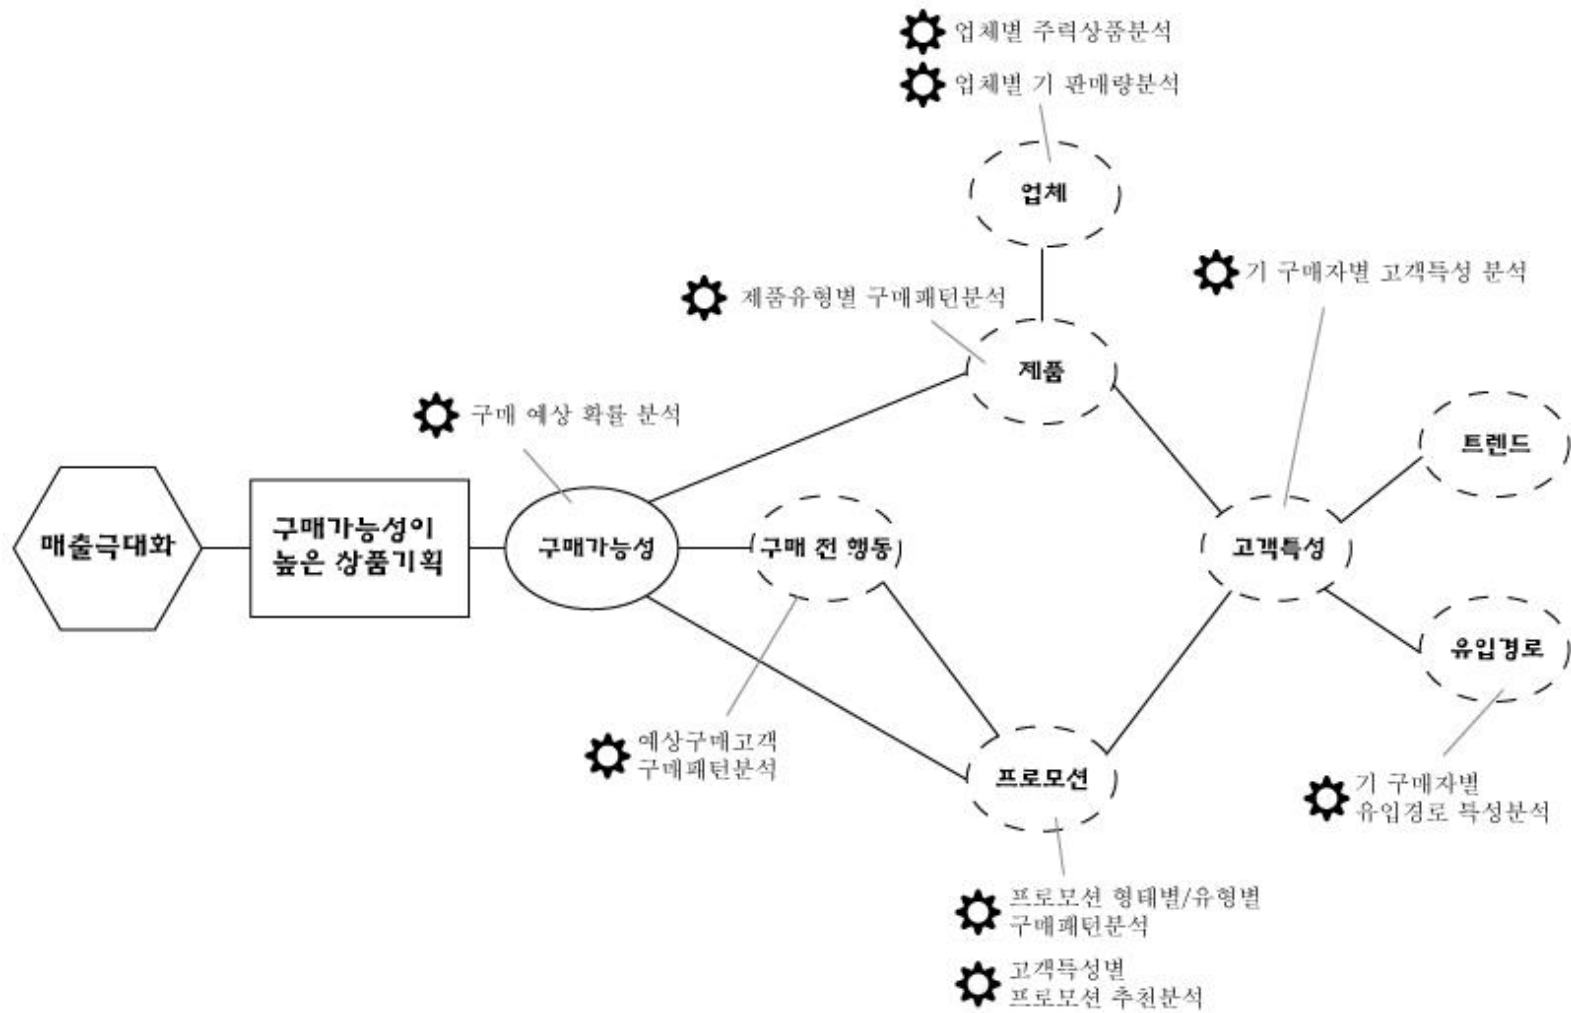 업체별 주력상품분석
업체별 기 판매량분석
업체
기 구매자별 고객특성 분석
제품유형별 구매패턴분석
제품
구매 예상 확률 분석
트렌드
매출극대화
구매가능성이
높은 상품기획
구매가능성
구매 전 행동
고객특성
유입경로
예상구매고객
구매패턴분석
프로모션
기 구매자별
유입경로 특성분석
프로모션 형태별/유형별
구매패턴분석
고객특성별
프로모션 추천분석